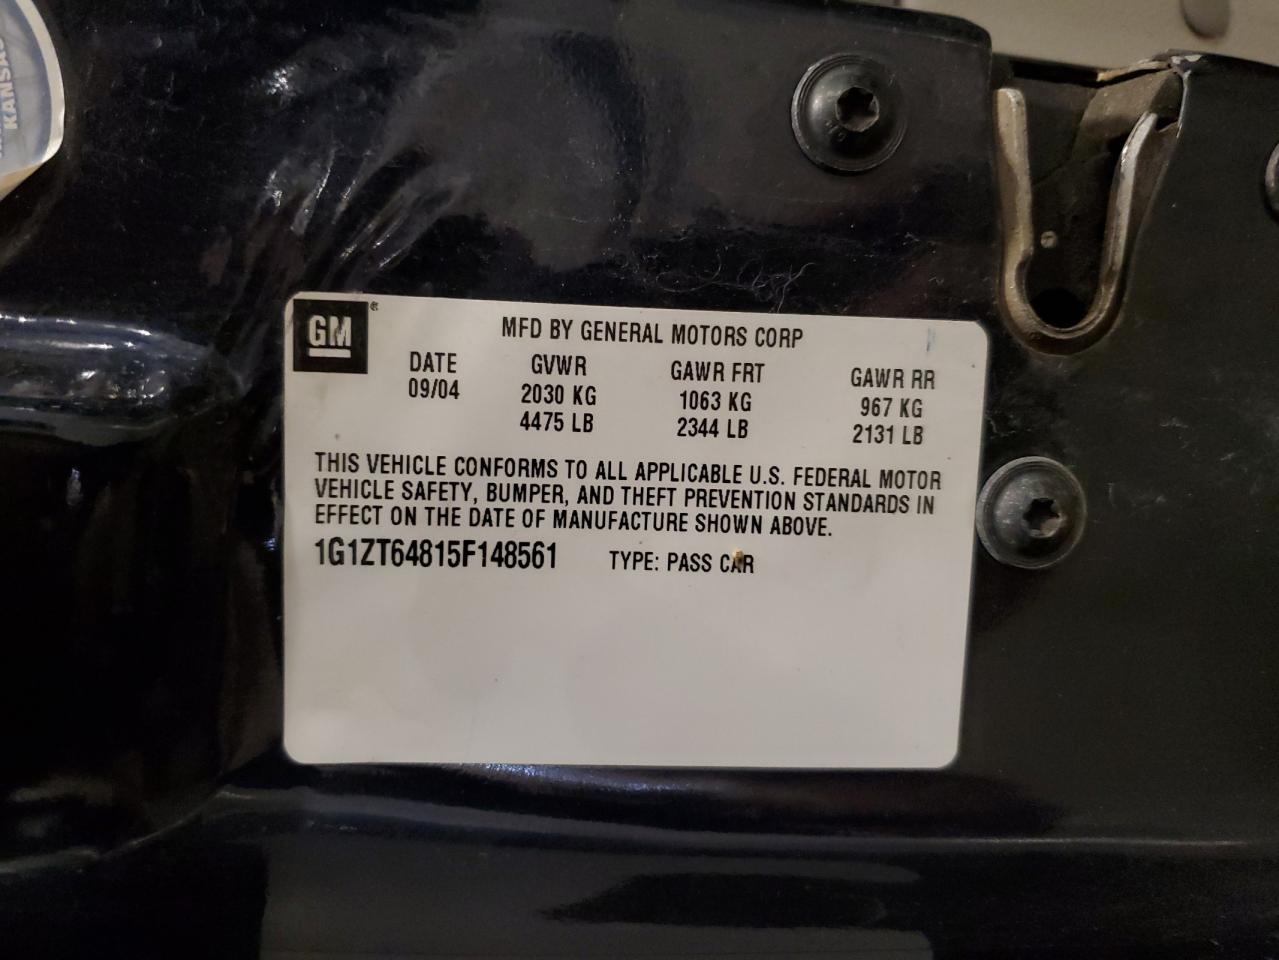 KANSAS
GM ®
MFD BY GENERAL MOTORS CORP
DATE GVWR GAWR FRT GAWR RR
09/04 2030 KG 1063 KG 967 KG
4475 LB 2344 LB 2131 LB
THIS VEHICLE CONFORMS TO ALL APPLICABLE U.S. FEDERAL MOTOR
VEHICLE SAFETY, BUMPER, AND THEFT PREVENTION STANDARDS IN
EFFECT ON THE DATE OF MANUFACTURE SHOWN ABOVE.
1G1ZT64815F148561 TYPE: PASS CAR